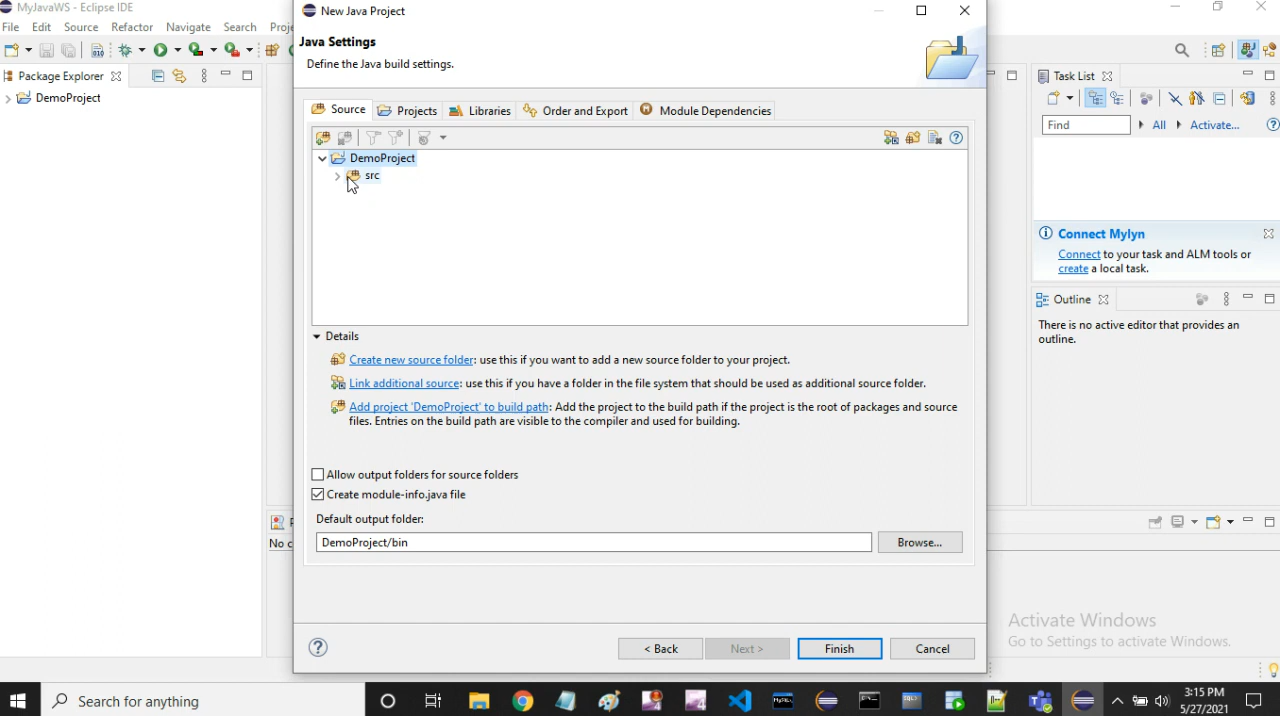 MyJavaWS - Eclipse IDE
New Java Project
File Edit Source Refactor Navigate Search
Java Settings
Define the Java build settings.
Package Explorer
DemoProject
Source Projects Libraries Order and Export Module Dependencies
DemoProject
src
Details
Create new source folder: use this if you want to add a new source folder to your project.
Link additional source: use this if you have a folder in the file system that should be used as additional source folder.
Add project 'DemoProject' to build path: Add the project to the build path if the project is the root of packages and source
files. Entries on the build path are visible to the compiler and used for building.
Allow output folders for source folders
Create module-info.java file
Default output folder:
DemoProject/bin Browse...
< Back Next > Finish Cancel
Task List
Find All Activate...
Connect Mylyn
Connect to your task and ALM tools or
create a local task.
Outline
There is no active editor that provides an
outline.
Activate Windows
Go to Settings to activate Windows.
Search for anything
3:15 PM
5/27/2021